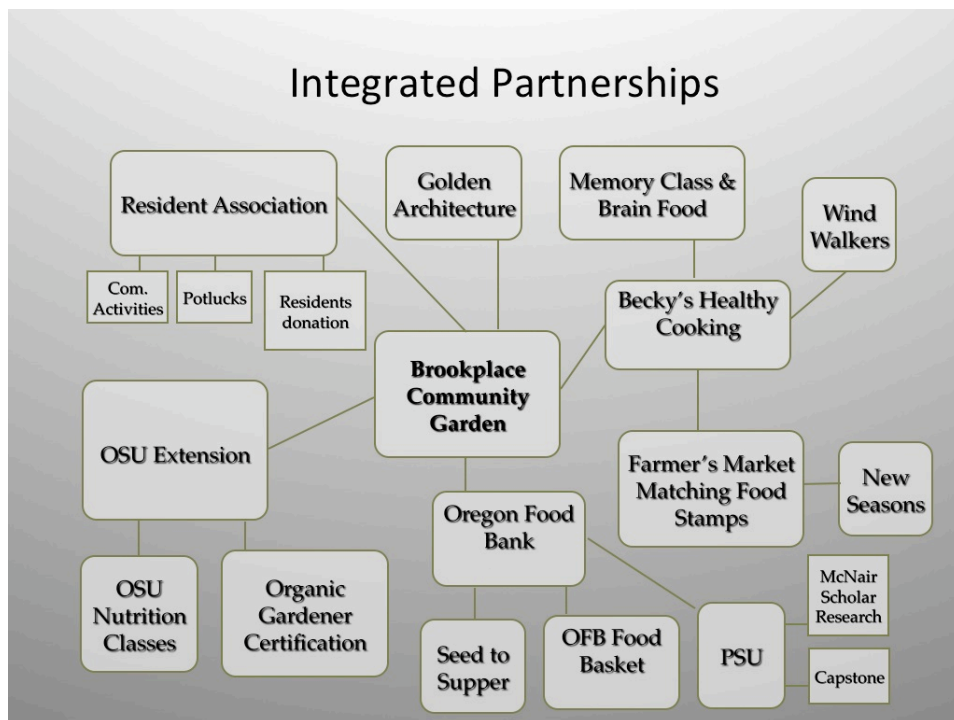 Integrated Partnerships
Resident Association
Com.
Activities
Potlucks
Residents
donation
Golden
Architecture
Memory Class &
Brain Food
Wind
Walkers
Becky's Healthy
Cooking
Brookplace
Community
Garden
OSU Extension
Farmer's Market
Matching Food
Stamps
New
Seasons
Oregon Food
Bank
OSU
Nutrition
Classes
Organic
Gardener
Certification
Seed to
Supper
OFB Food
Basket
PSU
McNair
Scholar
Research
Capstone